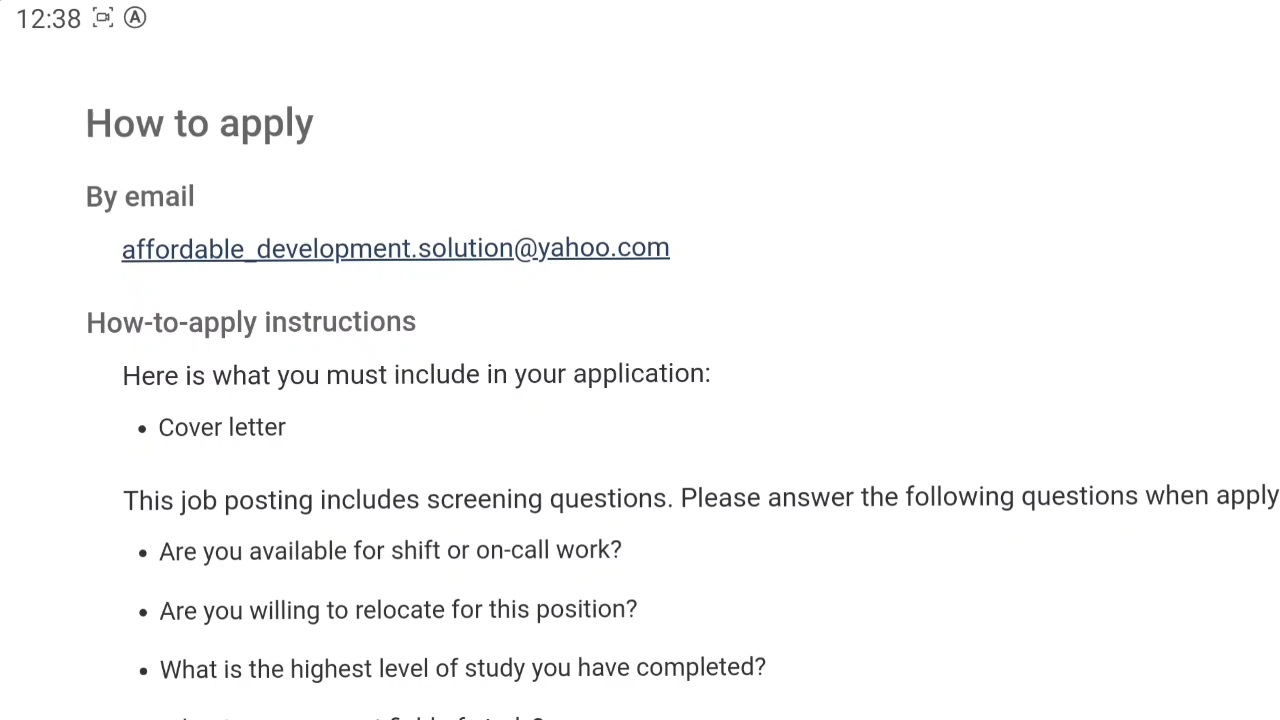 12:38
How to apply
By email
affordable_development.solution@yahoo.com
How-to-apply instructions
Here is what you must include in your application:
• Cover letter
This job posting includes screening questions. Please answer the following questions when apply
• Are you available for shift or on-call work?
• Are you willing to relocate for this position?
• What is the highest level of study you have completed?